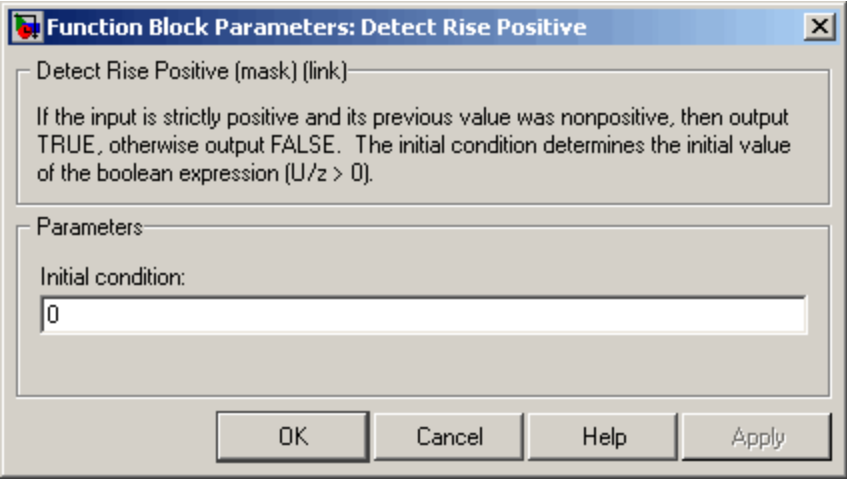 Function Block Parameters: Detect Rise Positive
Detect Rise Positive (mask) (link)
If the input is strictly positive and its previous value was nonpositive, then output
TRUE, otherwise output FALSE.  The initial condition determines the initial value
of the boolean expression (U/z > 0).
Parameters
Initial condition:
0
OK
Cancel
Help
Apply